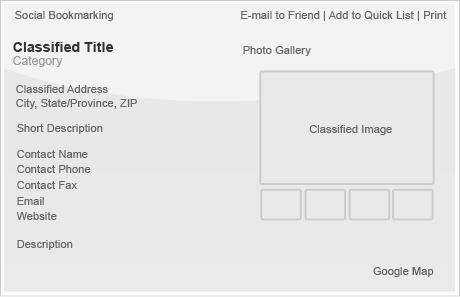 Social Bookmarking
E-mail to Friend | Add to Quick List | Print
Classified Title
Category
Photo Gallery
Classified Address
City, State/Province, ZIP
Short Description
Classified Image
Contact Name
Contact Phone
Contact Fax
Email
Website
Description
Google Map